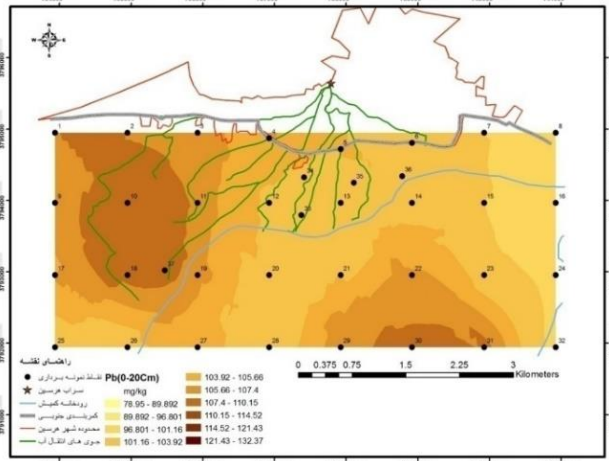 N
W E
S
1 2 3 4 5 6 7 8
9 10 11 12 13 14 15 16
35 36
17 18 19 20 21 22 23 24
25 26 27 28 29 30 31 32
راهنمای نقشه
نقاط نمونه برداری
سراب هرسین
رودخانه گمیش
کمربندی جنوبی
محدوده شهر هرسین
جوی های انتقال آب
Pb(0-20Cm)
mg/kg
78.95 - 89.892
89.892 - 96.801
96.801 - 101.16
101.16 - 103.92
103.92 - 105.66
105.66 - 107.4
107.4 - 110.15
110.15 - 114.52
114.52 - 121.43
121.43 - 132.37
0 0.375 0.75 1.5 2.25 3
Kilometers